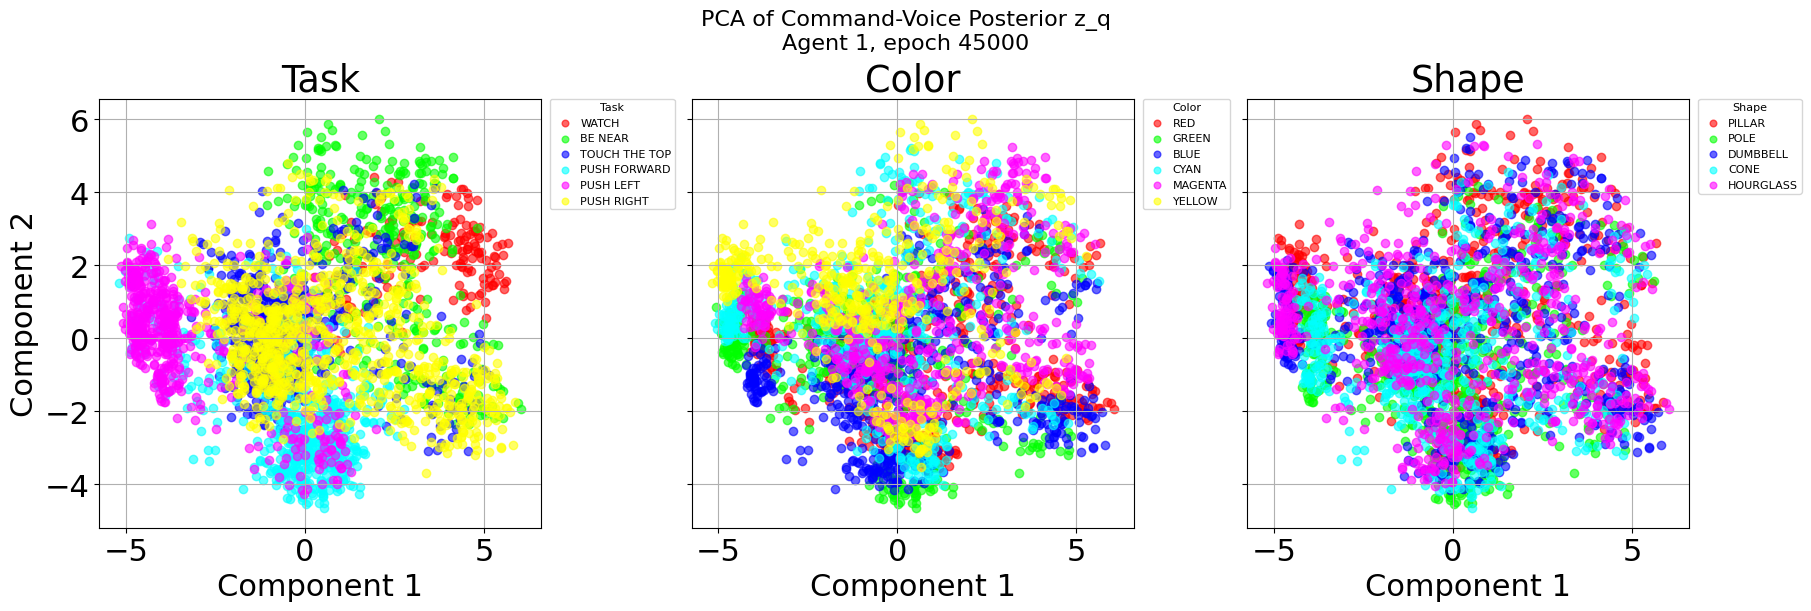 PCA of Command-Voice Posterior z_q
Agent 1, epoch 45000
Task
Color
Shape
Component 2
6
4
2
0
−2
−4
−5
0
5
Component 1
Task
WATCH
BE NEAR
TOUCH THE TOP
PUSH FORWARD
PUSH LEFT
PUSH RIGHT
−5
0
5
Component 1
Color
RED
GREEN
BLUE
CYAN
MAGENTA
YELLOW
−5
0
5
Component 1
Shape
PILLAR
POLE
DUMBBELL
CONE
HOURGLASS